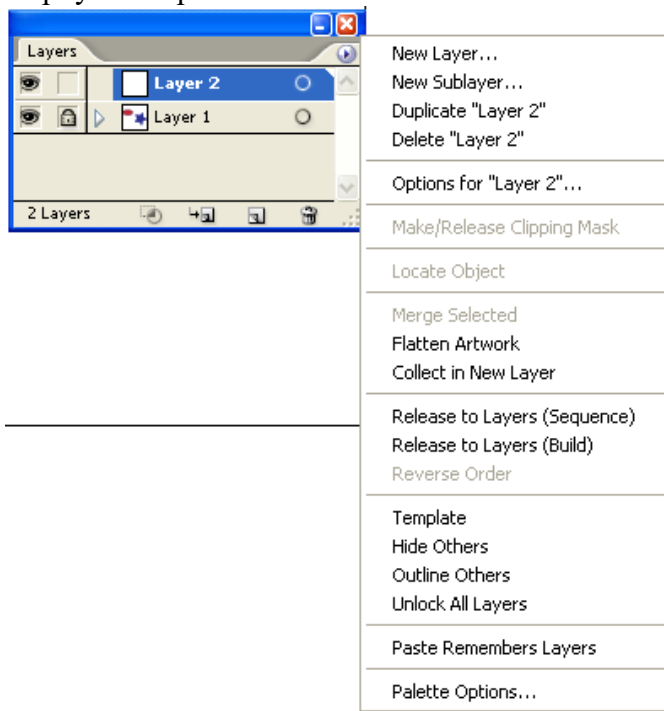 Layers
Layer 2
Layer 1
2 Layers
New Layer...
New Sublayer...
Duplicate "Layer 2"
Delete "Layer 2"
Options for "Layer 2"...
Make/Release Clipping Mask
Locate Object
Merge Selected
Flatten Artwork
Collect in New Layer
Release to Layers (Sequence)
Release to Layers (Build)
Reverse Order
Template
Hide Others
Outline Others
Unlock All Layers
Paste Remembers Layers
Palette Options...